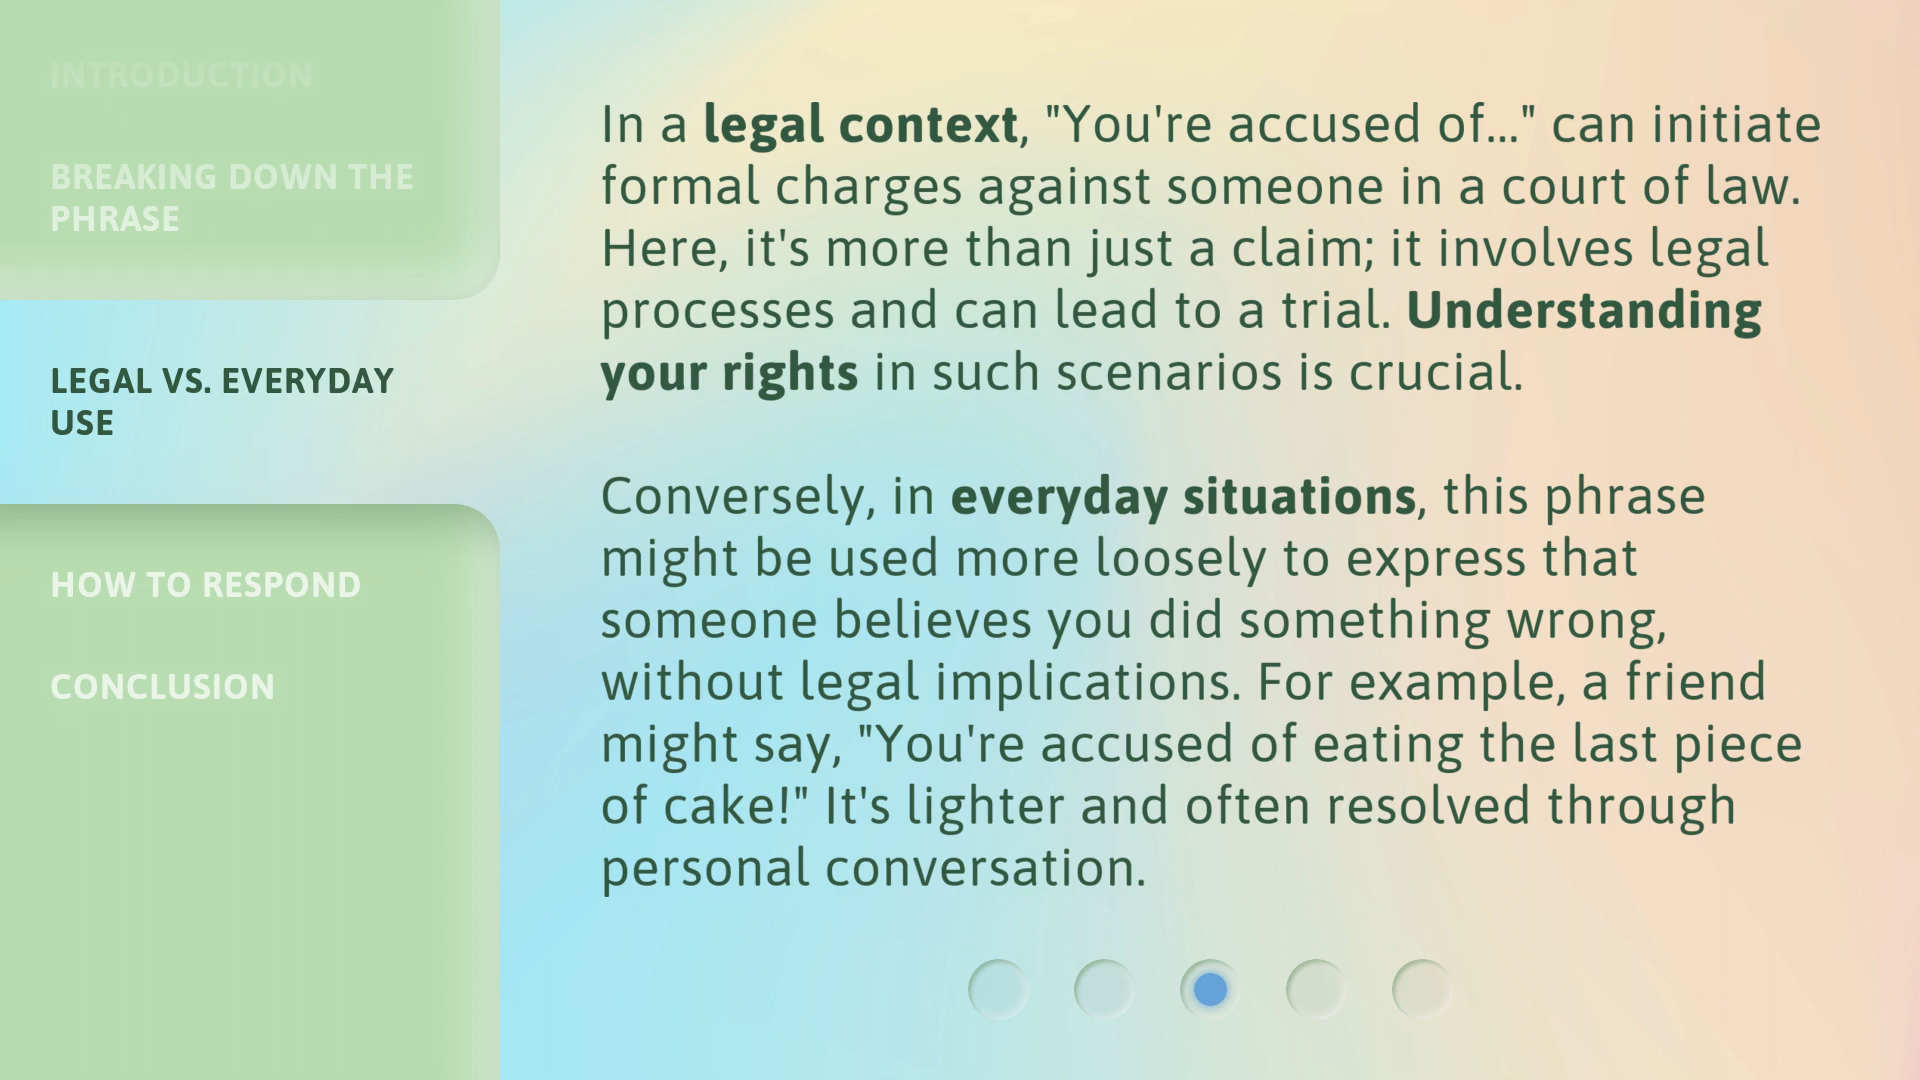 INTRODUCTION
BREAKING DOWN THE
PHRASE
LEGAL VS. EVERYDAY
USE
HOW TO RESPOND
CONCLUSION
In a legal context, "You're accused of..." can initiate
formal charges against someone in a court of law.
Here, it's more than just a claim; it involves legal
processes and can lead to a trial. Understanding
your rights in such scenarios is crucial.
Conversely, in everyday situations, this phrase
might be used more loosely to express that
someone believes you did something wrong,
without legal implications. For example, a friend
might say, "You're accused of eating the last piece
of cake!" It's lighter and often resolved through
personal conversation.